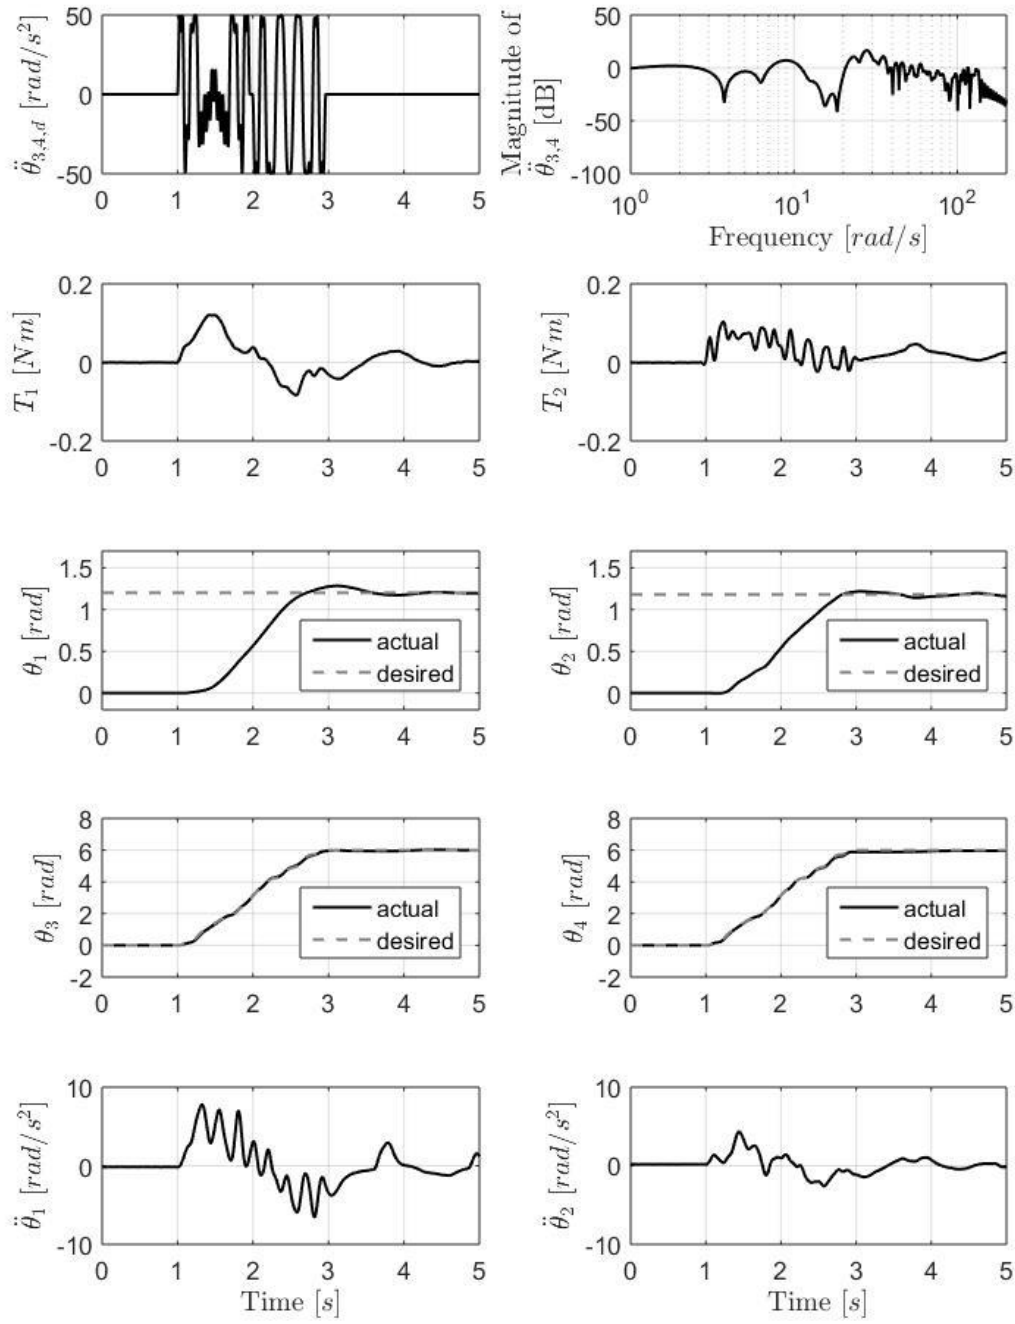 θ̈3,4,d [rad/s²]
50
0
-50
0 1 2 3 4 5
Magnitude of
θ̈3,4 [dB]
50
0
-50
-100
10⁰ 10¹ 10²
Frequency [rad/s]
T1 [Nm]
0.2
0
-0.2
0 1 2 3 4 5
T2 [Nm]
0.2
0
-0.2
0 1 2 3 4 5
θ1 [rad]
1.5
1
0.5
0
actual
desired
0 1 2 3 4 5
θ2 [rad]
1.5
1
0.5
0
actual
desired
0 1 2 3 4 5
θ3 [rad]
8
6
4
2
0
-2
actual
desired
0 1 2 3 4 5
θ4 [rad]
8
6
4
2
0
-2
actual
desired
0 1 2 3 4 5
θ̈1 [rad/s²]
10
0
-10
0 1 2 3 4 5
Time [s]
θ̈2 [rad/s²]
10
0
-10
0 1 2 3 4 5
Time [s]